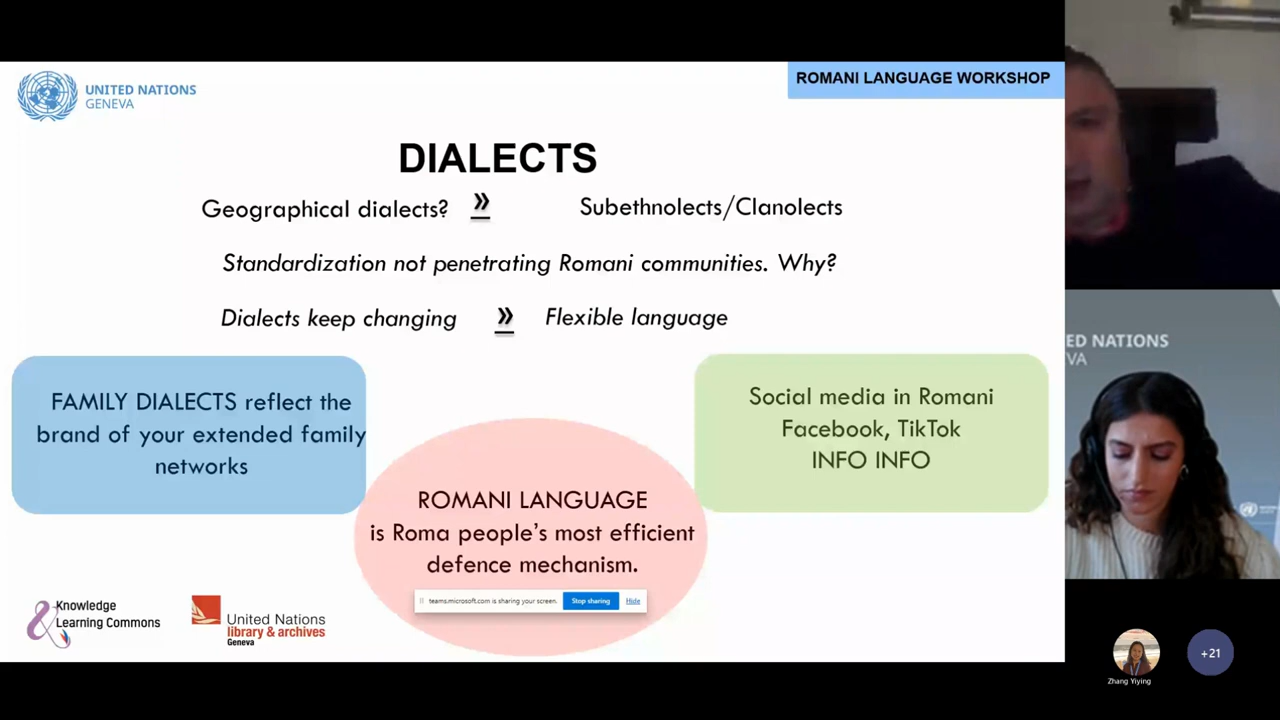 UNITED NATIONS
GENEVA
ROMANI LANGUAGE WORKSHOP
DIALECTS
Geographical dialects? » Subethnolects/Clanolects
Standardization not penetrating Romani communities. Why?
Dialects keep changing » Flexible language
FAMILY DIALECTS reflect the
brand of your extended family
networks
Social media in Romani
Facebook, TikTok
INFO INFO
ROMANI LANGUAGE
is Roma people's most efficient
defence mechanism.
teams.microsoft.com is sharing your screen. Stop sharing Hide
Knowledge
& Learning Commons
United Nations
library & archives
Geneva
ED NATIONS
VA
Zhang Yiying
+21